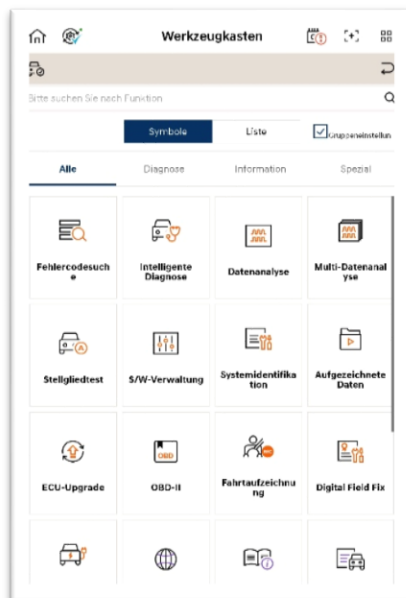 Werkzeugkasten
Bitte suchen Sie nach Funktion
Symbole
Liste
Gruppeneinstellun
Alle
Diagnose
Information
Spezial
Fehlercodesuch
e
Intelligente
Diagnose
Datenanalyse
Multi-Datenanal
yse
Stellgliedtest
S/W-Verwaltung
Systemidentifika
tion
Aufgezeichnete
Daten
ECU-Upgrade
OBD
OBD-II
REC
Fahrtaufzeichnu
ng
Digital Field Fix